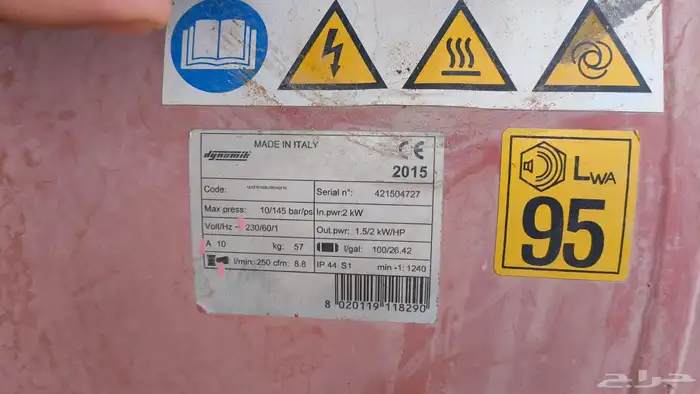 dynamik MADE IN ITALY CE
2015
Code: Serial n°: 421504727
Max press: 10/145 bar/ps In.pwr: 2 kW
Volt/Hz ~ 230/60/1 Out.pwr: 1.5/2 kW/HP
A 10 kg: 57 l/gal: 100/26.42
l/min: 250 cfm: 8.8 IP 44 S1 min -1: 1240
8 020119 118290
LWA
95
حراج